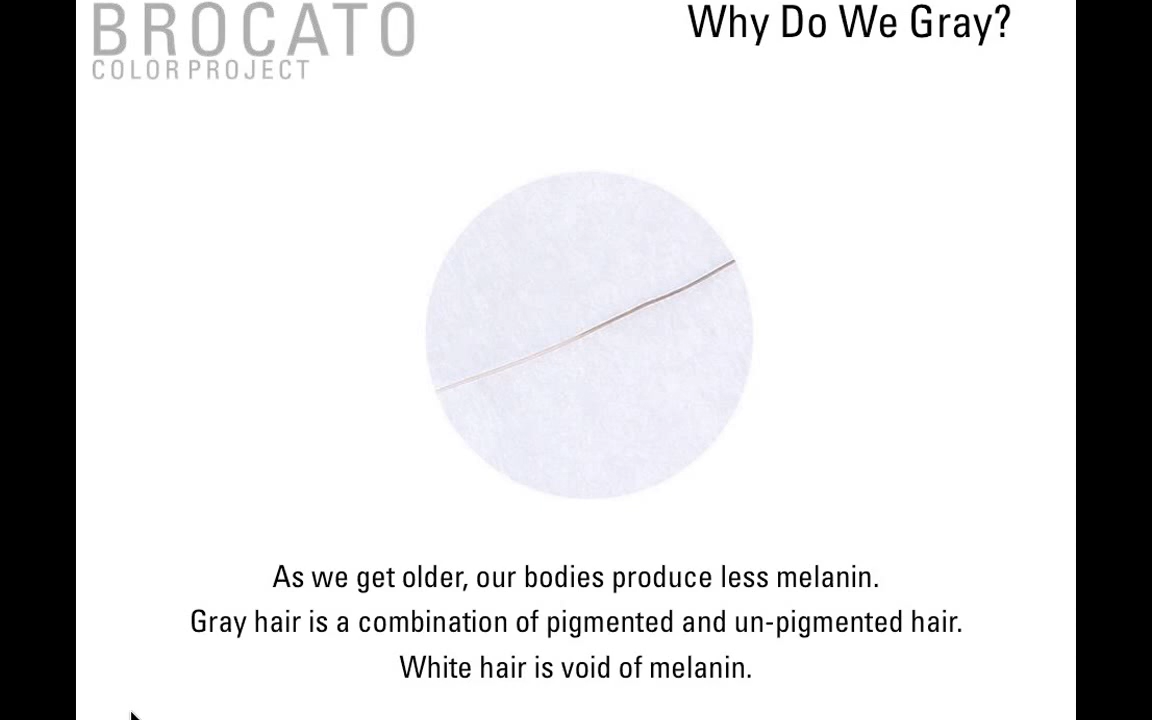 BROCATO
COLOR PROJECT
Why Do We Gray?
As we get older, our bodies produce less melanin.
Gray hair is a combination of pigmented and un-pigmented hair.
White hair is void of melanin.